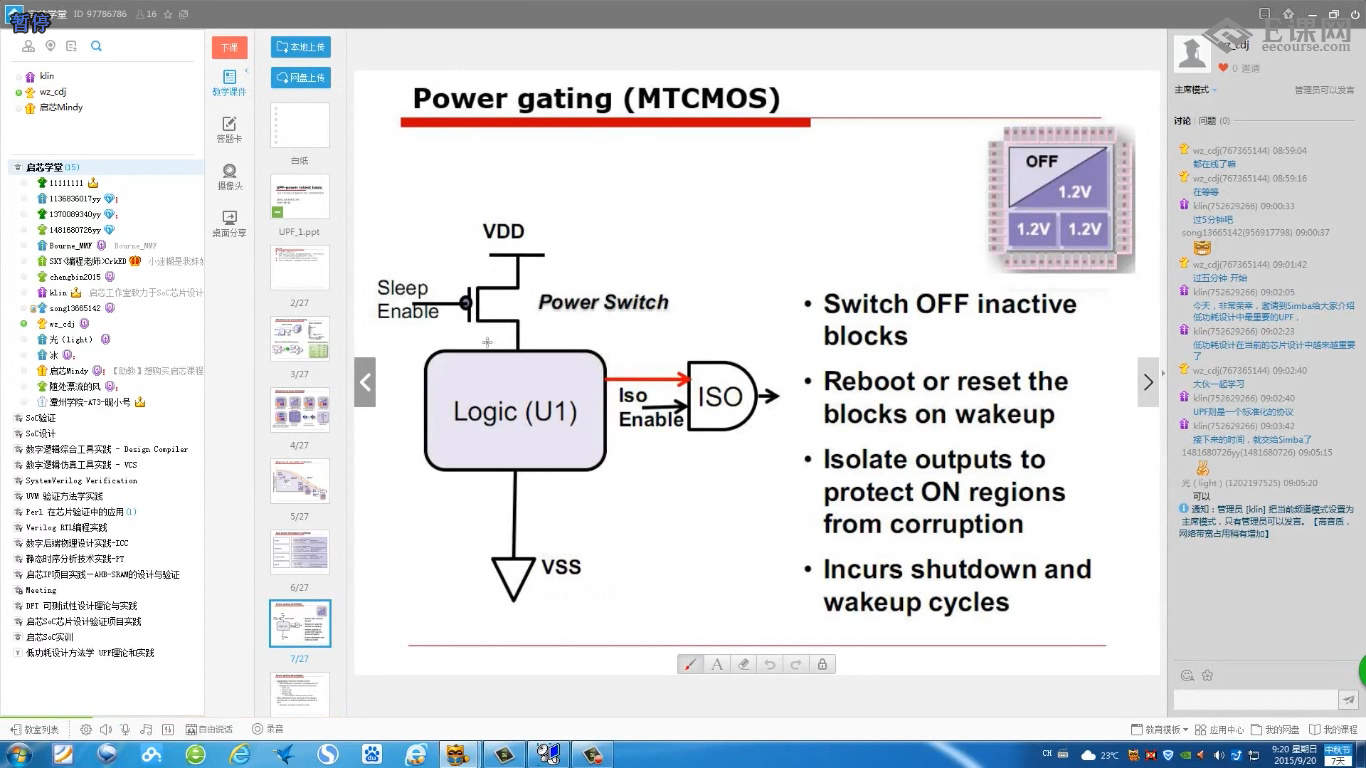 暂停
学堂 ID 97786786 16
E课网
eecourse.com
klin
wz_cdj
启芯Mindy
启芯学堂 (15)
11111111
1136836017yy
1370089340yy
1481680726yy
Bourne_MMF Bourne_MMF
chengbin2015
klin 启芯工作室致力于SoC芯片设计
song13665142
wz_cdj
光 (light)
冰
启芯Mindy 【助教】想购买启芯课程
随处漂流的风
漳州学院-A73-砚小号
SoC验证
SoC设计
数字逻辑综合工具实践 - Design Compiler
数字逻辑仿真工具实践 - VCS
SystemVerilog Verification
UVM 验证方法学实践
Perl 在芯片验证中的应用 (1)
Verilog RTL编程实践
数字后端物理设计实践-ICC
静态时序分析技术实践-PT
启芯IP项目实践—AHB-SRAM的设计与验证
Meeting
DFT 可测试性设计理论与实践
启芯SoC芯片设计验证项目实践
启芯SoC实训
低功耗设计方法学 UPF理论和实践
下课
教学课件
答题卡
摄像头
桌面分享
本地上传
网盘上传
白纸
UPF_1.ppt
2/27
3/27
4/27
5/27
6/27
7/27
Power gating (MTCMOS)
OFF
1.2V
1.2V 1.2V
VDD
Sleep
Enable
Power Switch
Logic (U1)
Iso
Enable
ISO
VSS
• Switch OFF inactive
blocks
• Reboot or reset the
blocks on wakeup
• Isolate outputs to
protect ON regions
from corruption
• Incurs shutdown and
wakeup cycles
A
wz_cdj
0 邀请
主席模式 管理员可以发言
讨论 问题 (0)
wz_cdj(767365144) 08:59:04
都在线了嘛
wz_cdj(767365144) 08:59:16
在等等
klin(752629266) 09:00:33
过5分钟吧
song13665142(956917798) 09:00:37
wz_cdj(767365144) 09:01:42
过五分钟 开始
klin(752629266) 09:02:05
今天，非常荣幸，邀请到Simba给大家介绍
低功耗设计中最重要的UPF，
klin(752629266) 09:02:23
低功耗设计在当前的芯片设计中越来越重要
了
wz_cdj(767365144) 09:02:40
大伙一起学习
klin(752629266) 09:02:40
UPF则是一个标准化的协议
klin(752629266) 09:03:42
接下来的时间，就交给Simba了
1481680726yy(1481680726) 09:05:15
光 ( light ) (1202197525) 09:05:20
可以
通知：管理员 [klin] 把当前频道模式设置为
主席模式，只有管理员可以发言。【高音质，
网络带宽占用稍有增加】
教室列表 自由说话 录音
教育模板 应用中心 我的网盘 我的课程
CH 23℃
9:20 星期日
2015/9/20
中秋节
7天